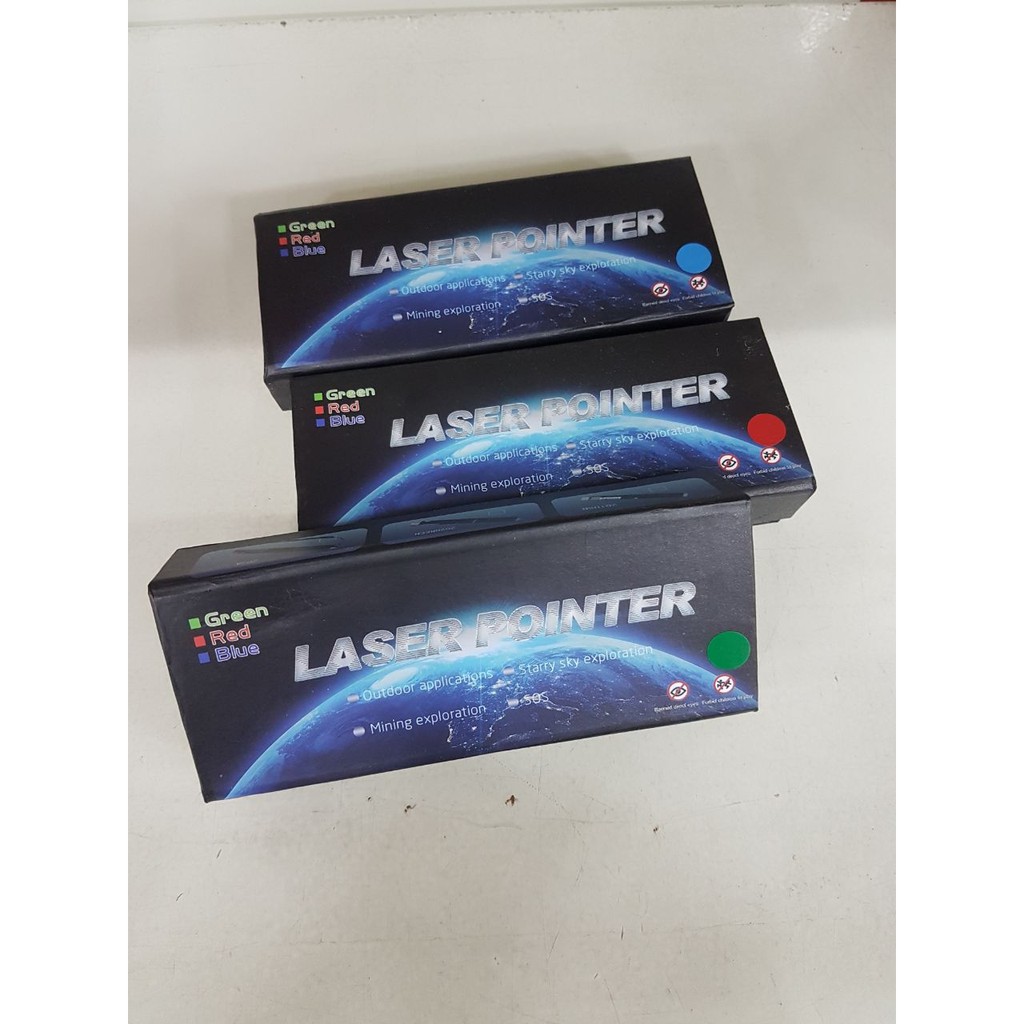 Green
Red
Blue
LASER POINTER
Outdoor applications
Starry sky exploration
Mining exploration
SOS
Green
Red
Blue
LASER POINTER
Outdoor applications
Starry sky exploration
Mining exploration
SOS
Green
Red
Blue
LASER POINTER
Outdoor applications
Starry sky exploration
Mining exploration
SOS